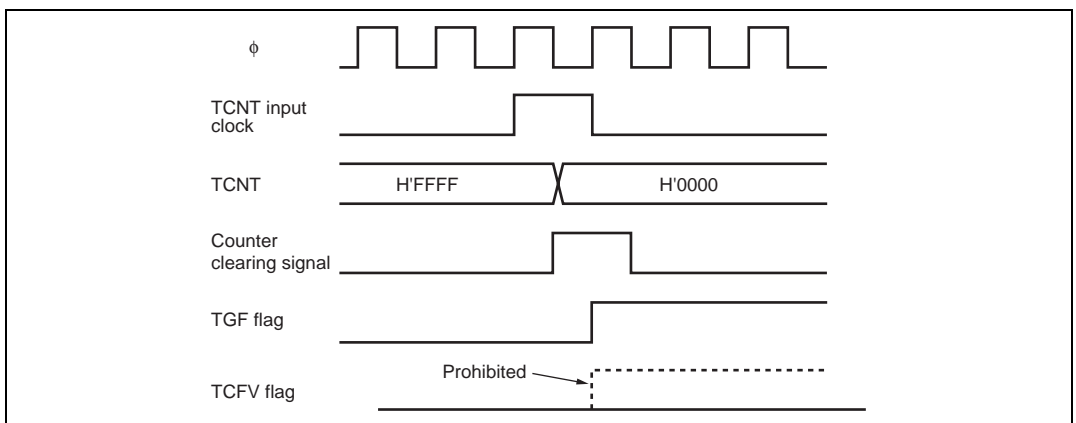 ϕ
TCNT input
clock
TCNT
H'FFFF
H'0000
Counter
clearing signal
TGF flag
Prohibited
TCFV flag